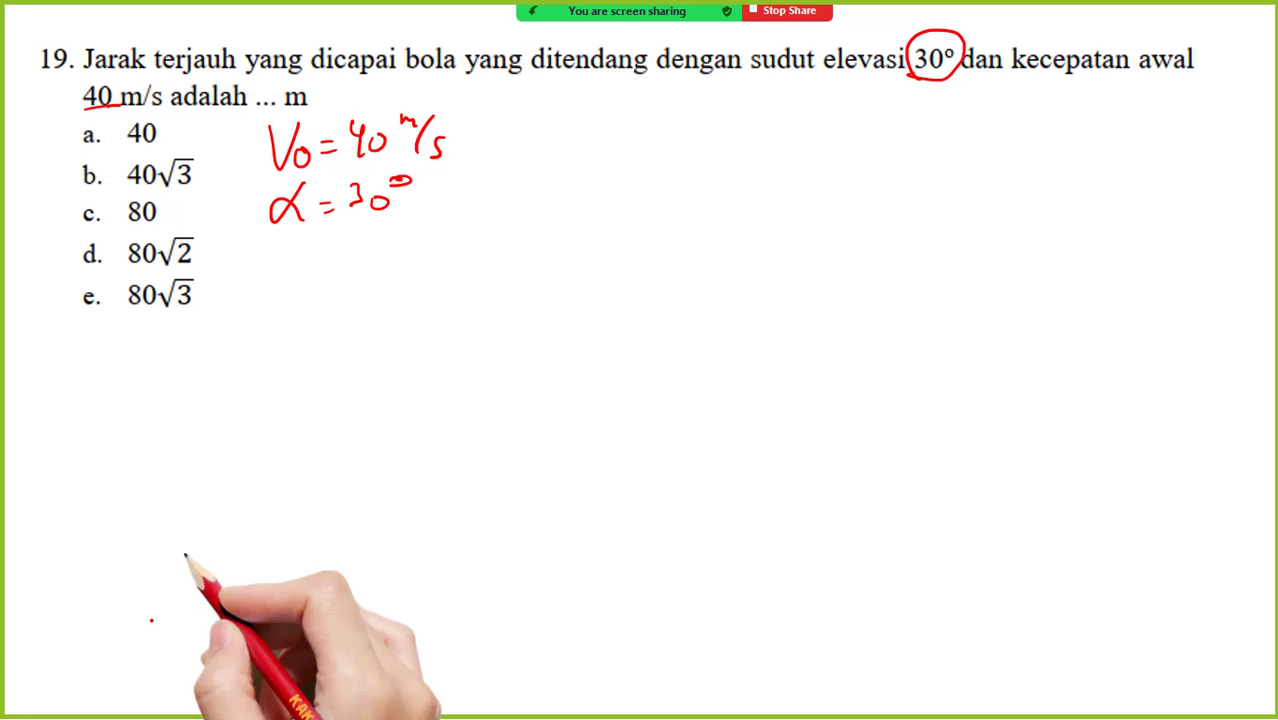 You are screen sharing Stop Share
19. Jarak terjauh yang dicapai bola yang ditendang dengan sudut elevasi 30° dan kecepatan awal
40 m/s adalah ... m
a. 40
b. 40√3
c. 80
d. 80√2
e. 80√3
V0 = 40 m/s
α = 30°
KAK